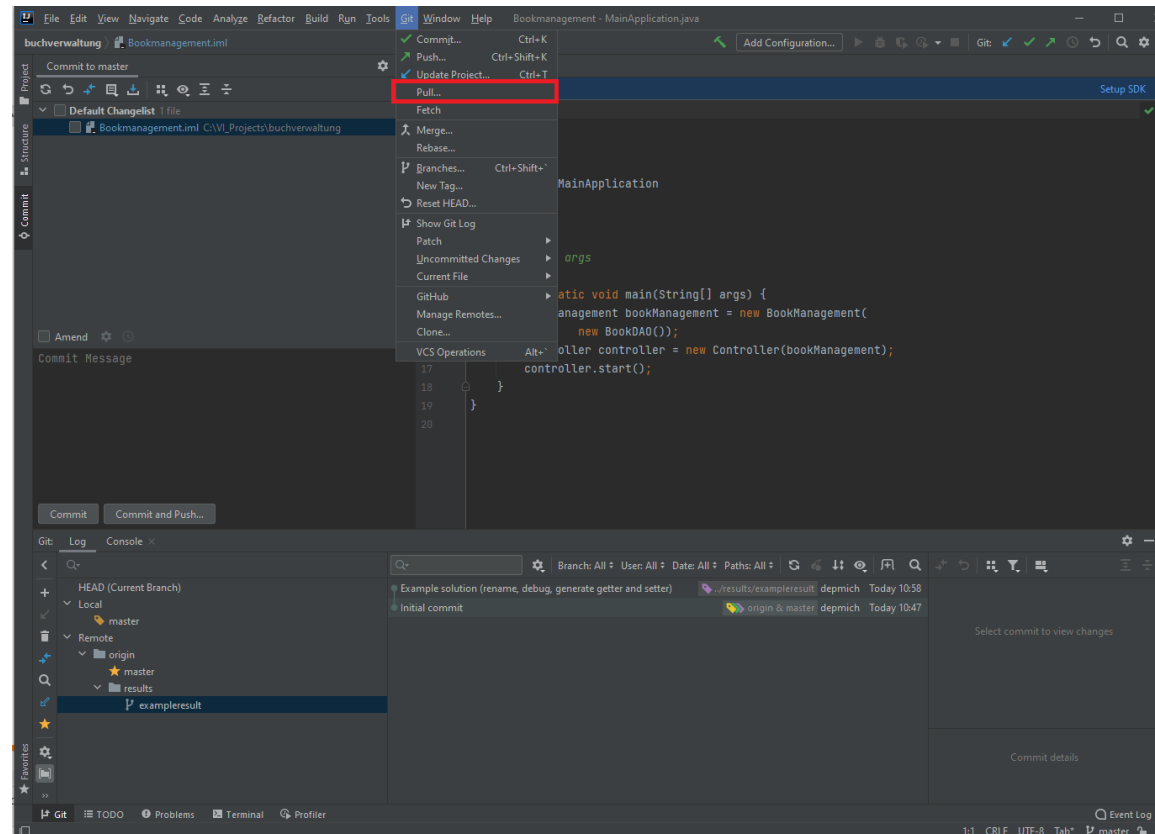 File Edit View Navigate Code Analyze Refactor Build Run Tools Git Window Help Bookmanagement - MainApplication.java
buchverwaltung Bookmanagement.iml
Add Configuration... Git:
Commit to master
Setup SDK
Default Changelist 1 file
Bookmanagement.iml C:\VI_Projects\buchverwaltung
Project
Structure
Commit
Commit... Ctrl+K
Push... Ctrl+Shift+K
Update Project... Ctrl+T
Pull...
Fetch
Merge...
Rebase...
Branches... Ctrl+Shift+`
New Tag...
Reset HEAD...
Show Git Log
Patch
Uncommitted Changes
Current File
GitHub
Manage Remotes...
Clone...
VCS Operations Alt+`
MainApplication
args
atic void main(String[] args) {
anagement bookManagement = new BookManagement(
new BookDAO());
oller controller = new Controller(bookManagement);
17 controller.start();
18 }
19 }
20
Amend
Commit Message
Commit Commit and Push...
Git: Log Console
HEAD (Current Branch)
Local
master
Remote
origin
master
results
exampleresult
Branch: All User: All Date: All Paths: All
Example solution (rename, debug, generate getter and setter) ../results/exampleresult depmich Today 10:58
Initial commit origin & master depmich Today 10:47
Select commit to view changes
Commit details
Favorites
Git TODO Problems Terminal Profiler Event Log
1:1 CRLF UTF-8 Tab* master